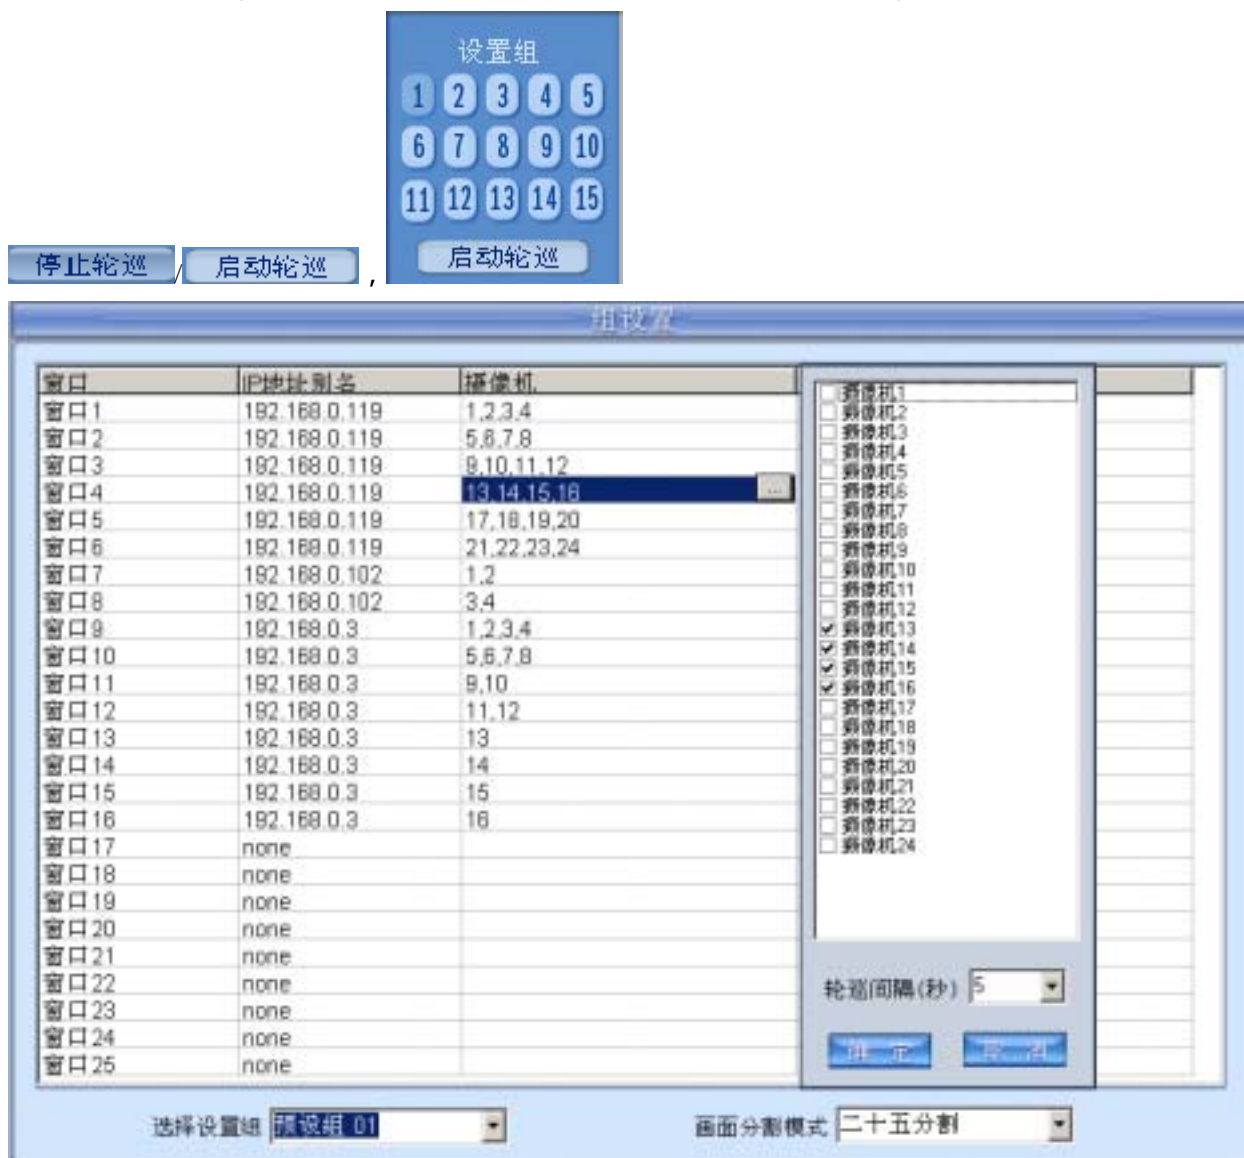 设置组
1 2 3 4 5
6 7 8 9 10
11 12 13 14 15
启动轮巡
停止轮巡 / 启动轮巡 ,
组设置
窗口 IP地址别名 摄像机
窗口1 192.168.0.119 1,2,3,4
窗口2 192.168.0.119 5,6,7,8
窗口3 192.168.0.119 9,10,11,12
窗口4 192.168.0.119 13,14,15,16 ...
窗口5 192.168.0.119 17,18,19,20
窗口6 192.168.0.119 21,22,23,24
窗口7 192.168.0.102 1,2
窗口8 192.168.0.102 3,4
窗口9 192.168.0.3 1,2,3,4
窗口10 192.168.0.3 5,6,7,8
窗口11 192.168.0.3 9,10
窗口12 192.168.0.3 11,12
窗口13 192.168.0.3 13
窗口14 192.168.0.3 14
窗口15 192.168.0.3 15
窗口16 192.168.0.3 16
窗口17 none
窗口18 none
窗口19 none
窗口20 none
窗口21 none
窗口22 none
窗口23 none
窗口24 none
窗口25 none
摄像机1
摄像机2
摄像机3
摄像机4
摄像机5
摄像机6
摄像机7
摄像机8
摄像机9
摄像机10
摄像机11
摄像机12
摄像机13
摄像机14
摄像机15
摄像机16
摄像机17
摄像机18
摄像机19
摄像机20
摄像机21
摄像机22
摄像机23
摄像机24
轮巡间隔(秒) 5
确 定 取 消
选择设置组 预设组 01 画面分割模式 二十五分割